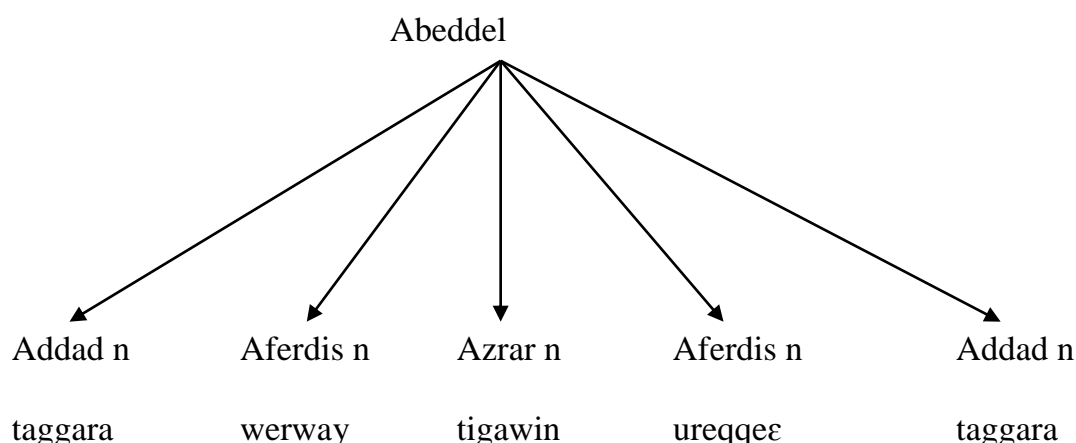 Abeddel
Addad n Aferdis n Azrar n Aferdis n Addad n
taggara werway tigawin ureqqeɛ taggara